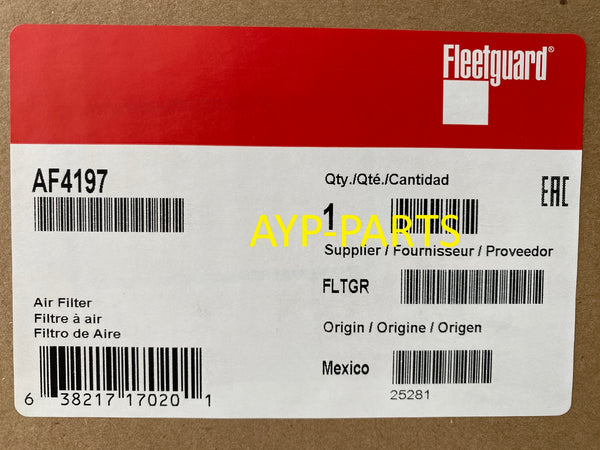 Fleetguard®
AF4197
Qty./Qté./Cantidad
1
EAC
AYP-PARTS
Supplier / Fournisseur / Proveedor
FLTGR
Air Filter
Filtre à air
Filtro de Aire
Origin / Origine / Origen
Mexico
25281
6 38217 17020 1